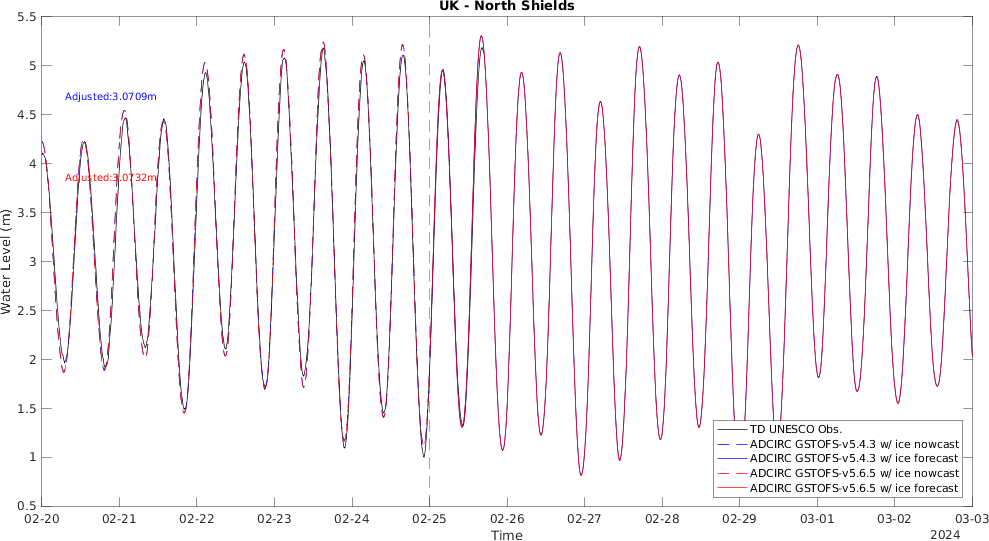 UK - North Shields
5.5
5
4.5
4
3.5
3
2.5
2
1.5
1
0.5
Water Level (m)
Adjusted:3.0709m
Adjusted:3.0732m
TD UNESCO Obs.
ADCIRC GSTOFS-v5.4.3 w/ ice nowcast
ADCIRC GSTOFS-v5.4.3 w/ ice forecast
ADCIRC GSTOFS-v5.6.5 w/ ice nowcast
ADCIRC GSTOFS-v5.6.5 w/ ice forecast
02-20 02-21 02-22 02-23 02-24 02-25 02-26 02-27 02-28 02-29 03-01 03-02 03-03
Time
2024